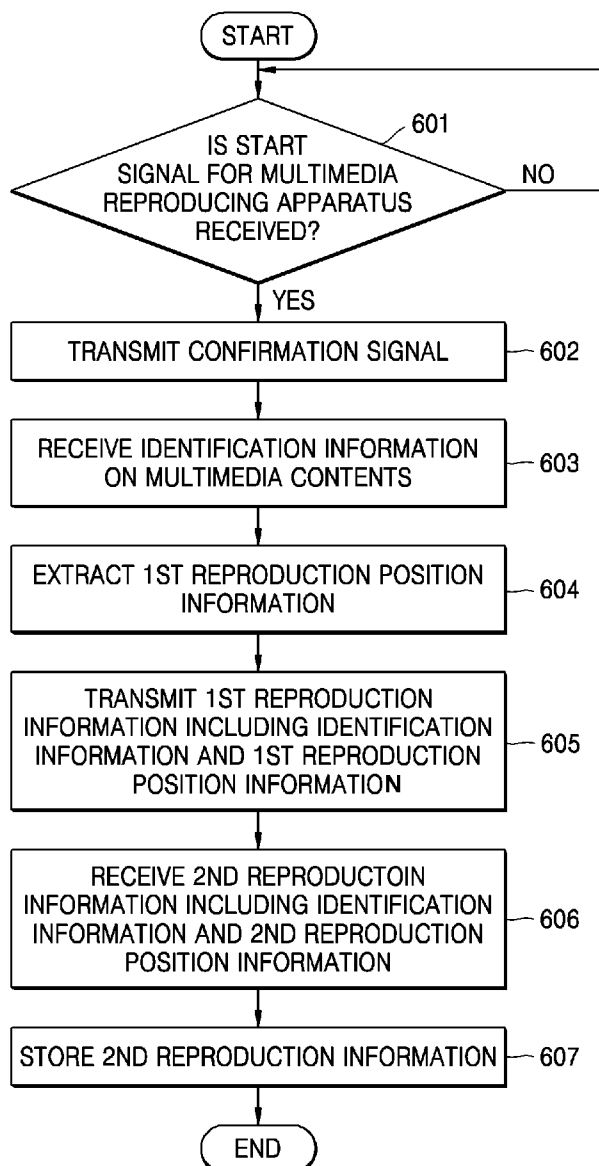 START
601
IS START
SIGNAL FOR MULTIMEDIA
REPRODUCING APPARATUS
RECEIVED?
NO
YES
TRANSMIT CONFIRMATION SIGNAL
602
RECEIVE IDENTIFICATION INFORMATION
ON MULTIMEDIA CONTENTS
603
EXTRACT 1ST REPRODUCTION POSITION
INFORMATION
604
TRANSMIT 1ST REPRODUCTION
INFORMATION INCLUDING IDENTIFICATION
INFORMATION AND 1ST REPRODUCTION
POSITION INFORMATION
605
RECEIVE 2ND REPRODUCTOIN
INFORMATION INCLUDING IDENTIFICATION
INFORMATION AND 2ND REPRODUCTION
POSITION INFORMATION
606
STORE 2ND REPRODUCTION INFORMATION
607
END